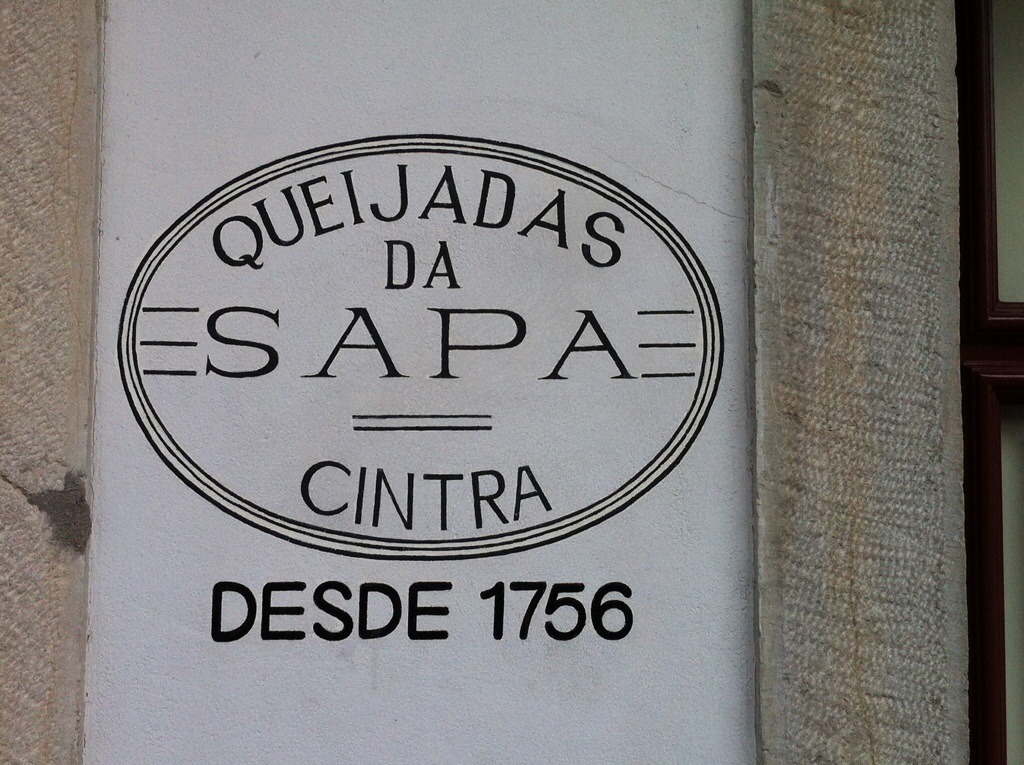 QUEIJADAS
DA
SAPA
CINTRA
DESDE 1756